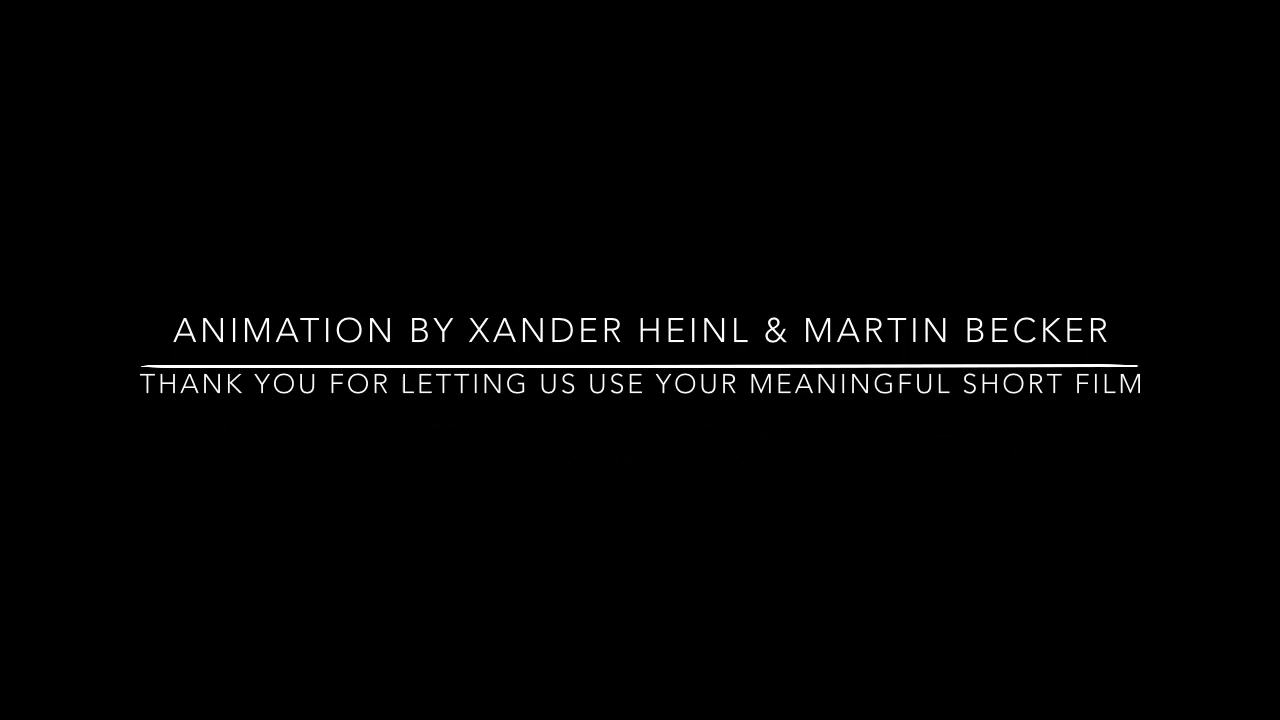 ANIMATION BY XANDER HEINL & MARTIN BECKER
THANK YOU FOR LETTING US USE YOUR MEANINGFUL SHORT FILM